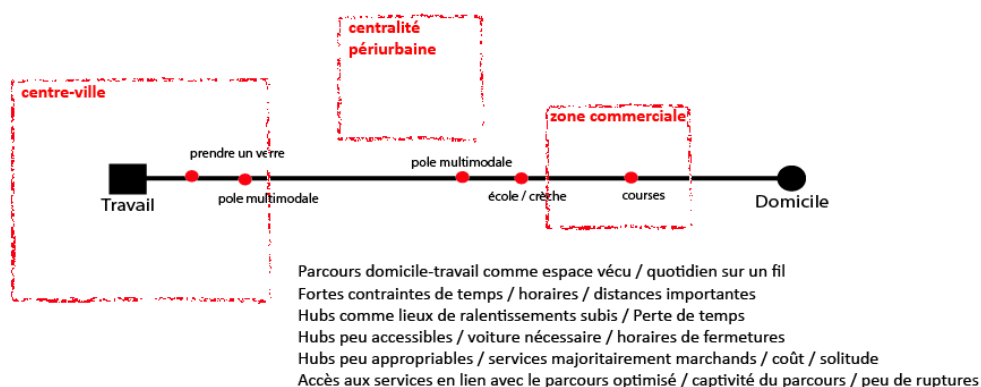 centralité
périurbaine
centre-ville
zone commerciale
prendre un verre
pole multimodale
Travail
pole multimodale
école / crèche
courses
Domicile
Parcours domicile-travail comme espace vécu / quotidien sur un fil
Fortes contraintes de temps / horaires / distances importantes
Hubs comme lieux de ralentissements subis / Perte de temps
Hubs peu accessibles / voiture nécessaire / horaires de fermetures
Hubs peu appropriables / services majoritairement marchands / coût / solitude
Accès aux services en lien avec le parcours optimisé / captivité du parcours / peu de ruptures